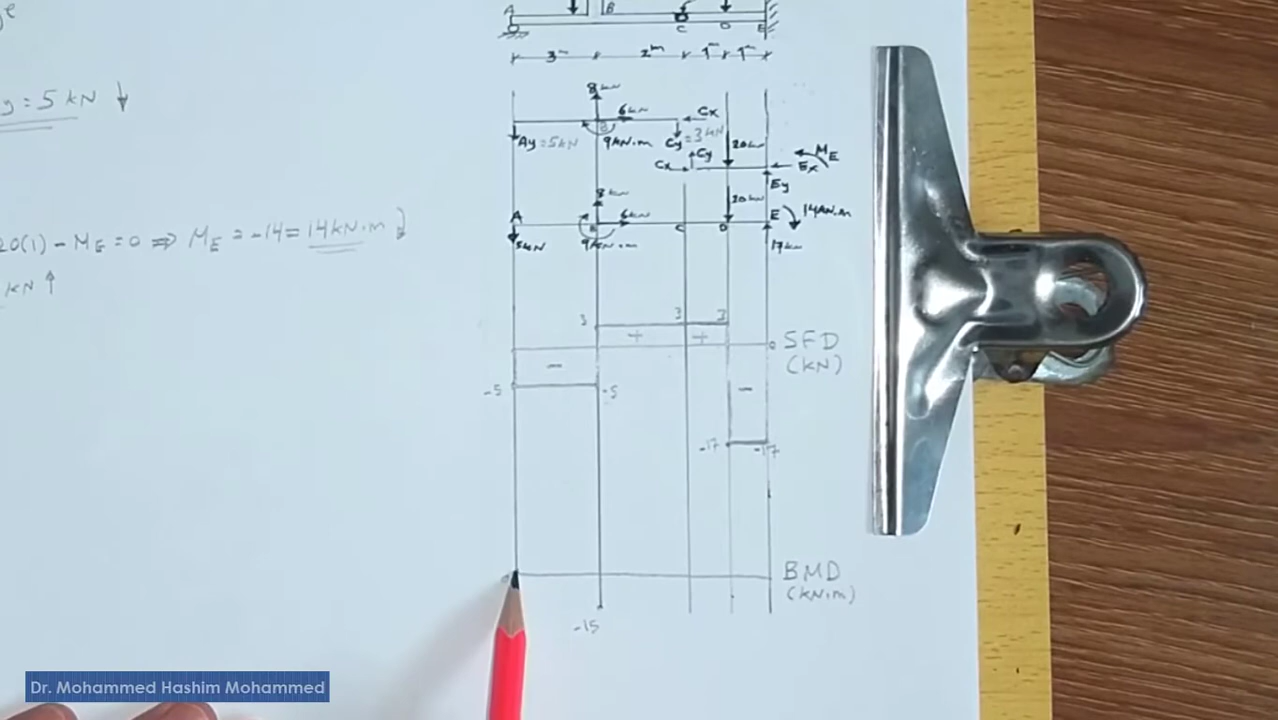 A B C D E
3m 2m 1m 1m
y = 5 kN ↓
8 kN
6 kN Cx
Ay = 5 kN 9 kN.m Cy = 3 kN 20 kN ME
Cx Cy Ex
Ey
20(1) - ME = 0 ⇒ ME = -14 = 14 kN.m
kN ↑
8 kN 20 kN
A 6 kN E 14 kN.m
B C D
5 kN 9 kN.m 17 kN
3 3 3
+ + SFD
- (kN)
-5 -5 -
-17 -17
BMD
(kN.m)
-15
Dr. Mohammed Hashim Mohammed